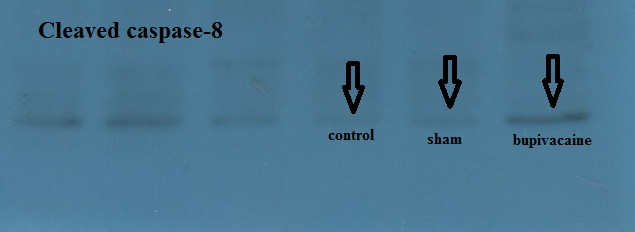 Cleaved caspase-8
control
sham
bupivacaine